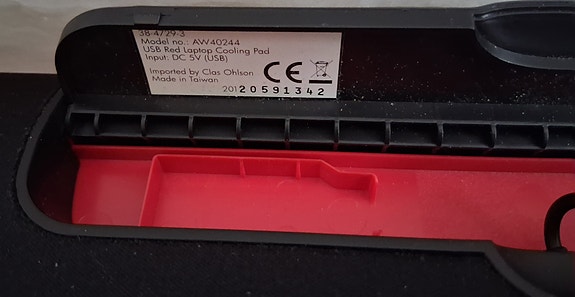 38-4729-3
Model no.: AW40244
USB Red Laptop Cooling Pad
Input: DC 5V (USB)
Imported by Clas Ohlson
Made in Taiwan
CE
20120591342